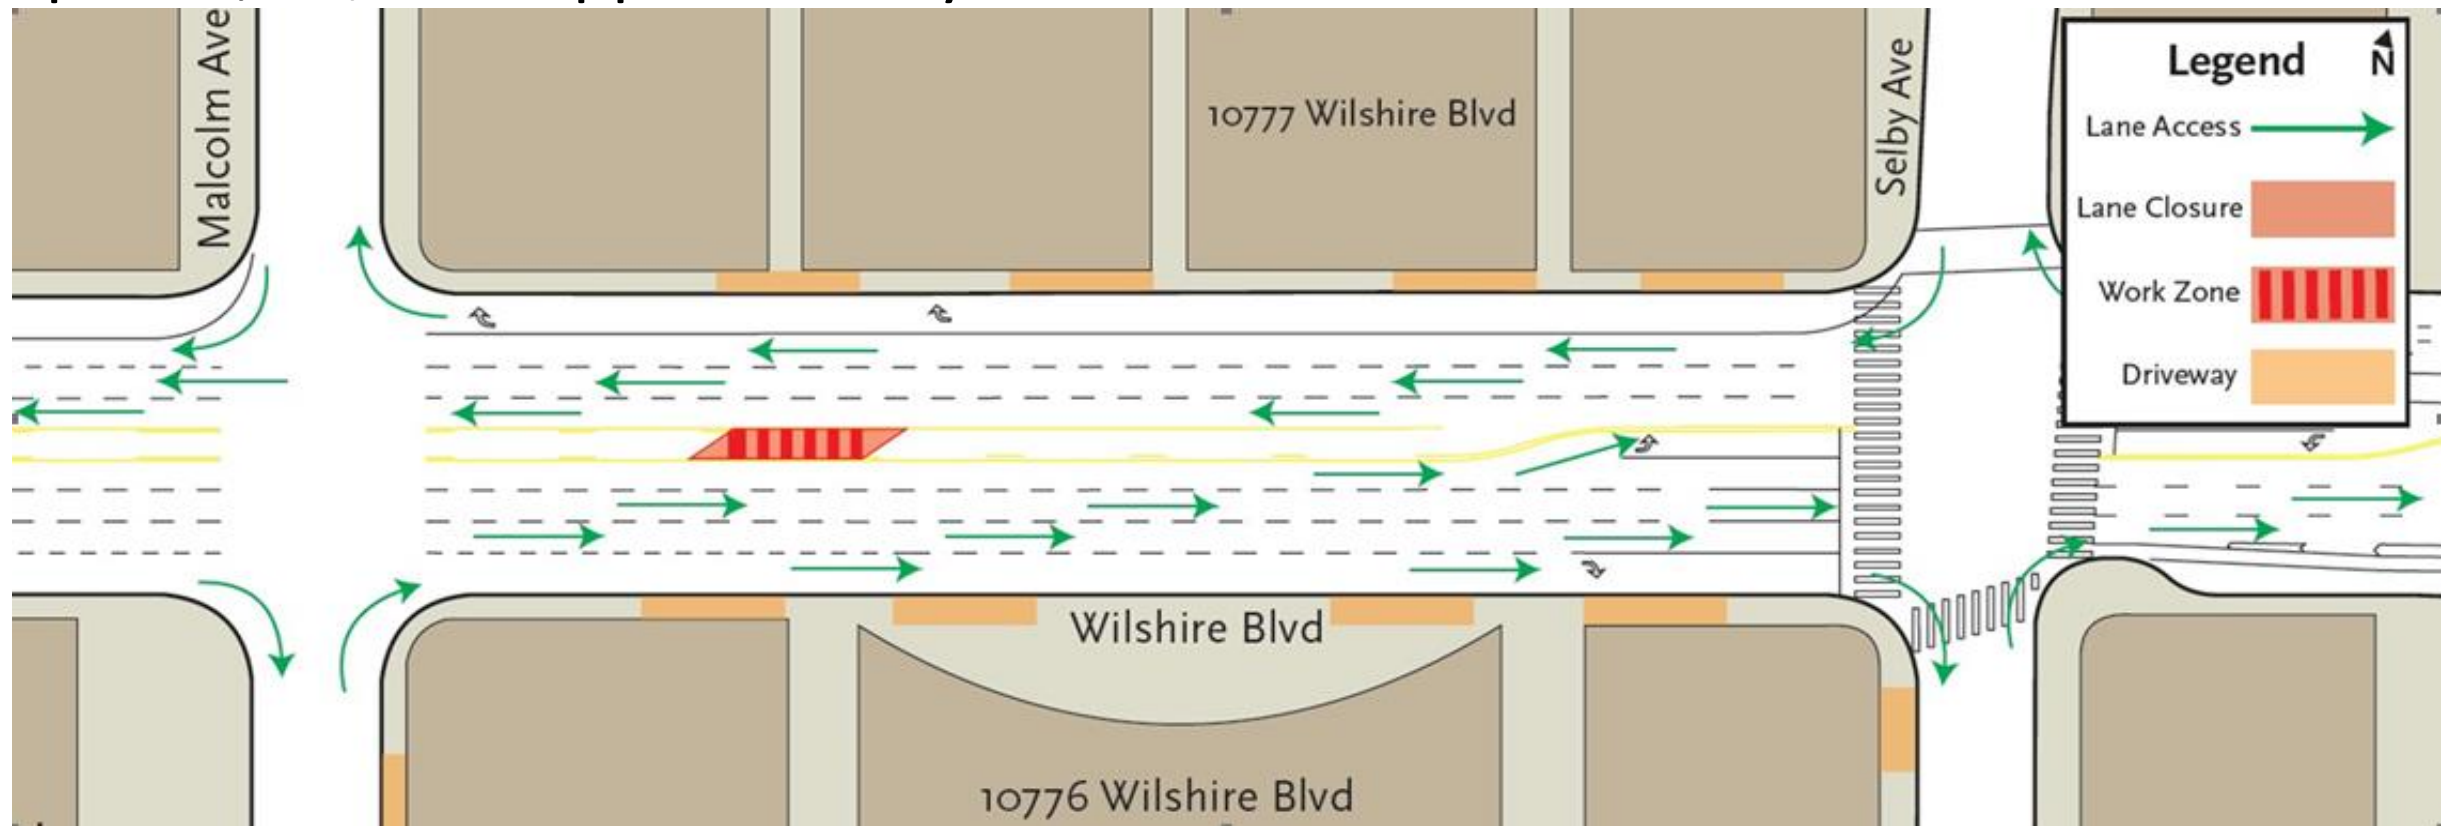 Malcolm Ave
10777 Wilshire Blvd
Selby Ave
Legend
N
Lane Access
Lane Closure
Work Zone
Driveway
Wilshire Blvd
10776 Wilshire Blvd